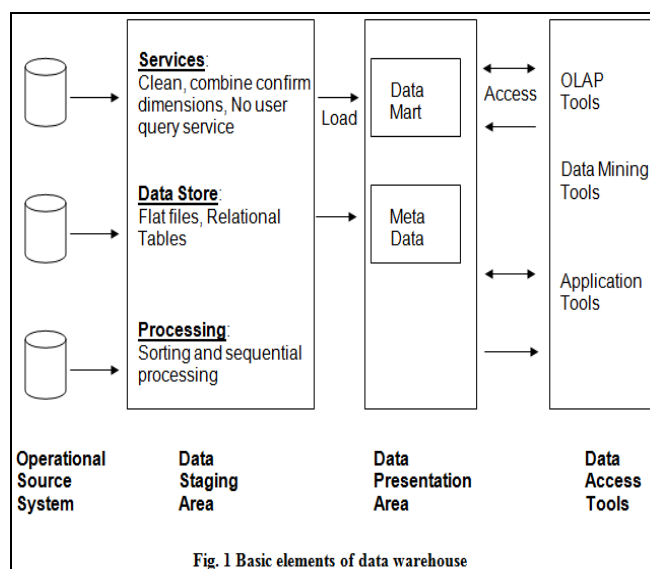 Services:
Clean, combine confirm
dimensions, No user
query service
Data Store:
Flat files, Relational
Tables
Processing:
Sorting and sequential
processing
Load
Data
Mart
Meta
Data
Access
OLAP
Tools
Data Mining
Tools
Application
Tools
Operational
Source
System
Data
Staging
Area
Data
Presentation
Area
Data
Access
Tools
Fig. 1 Basic elements of data warehouse